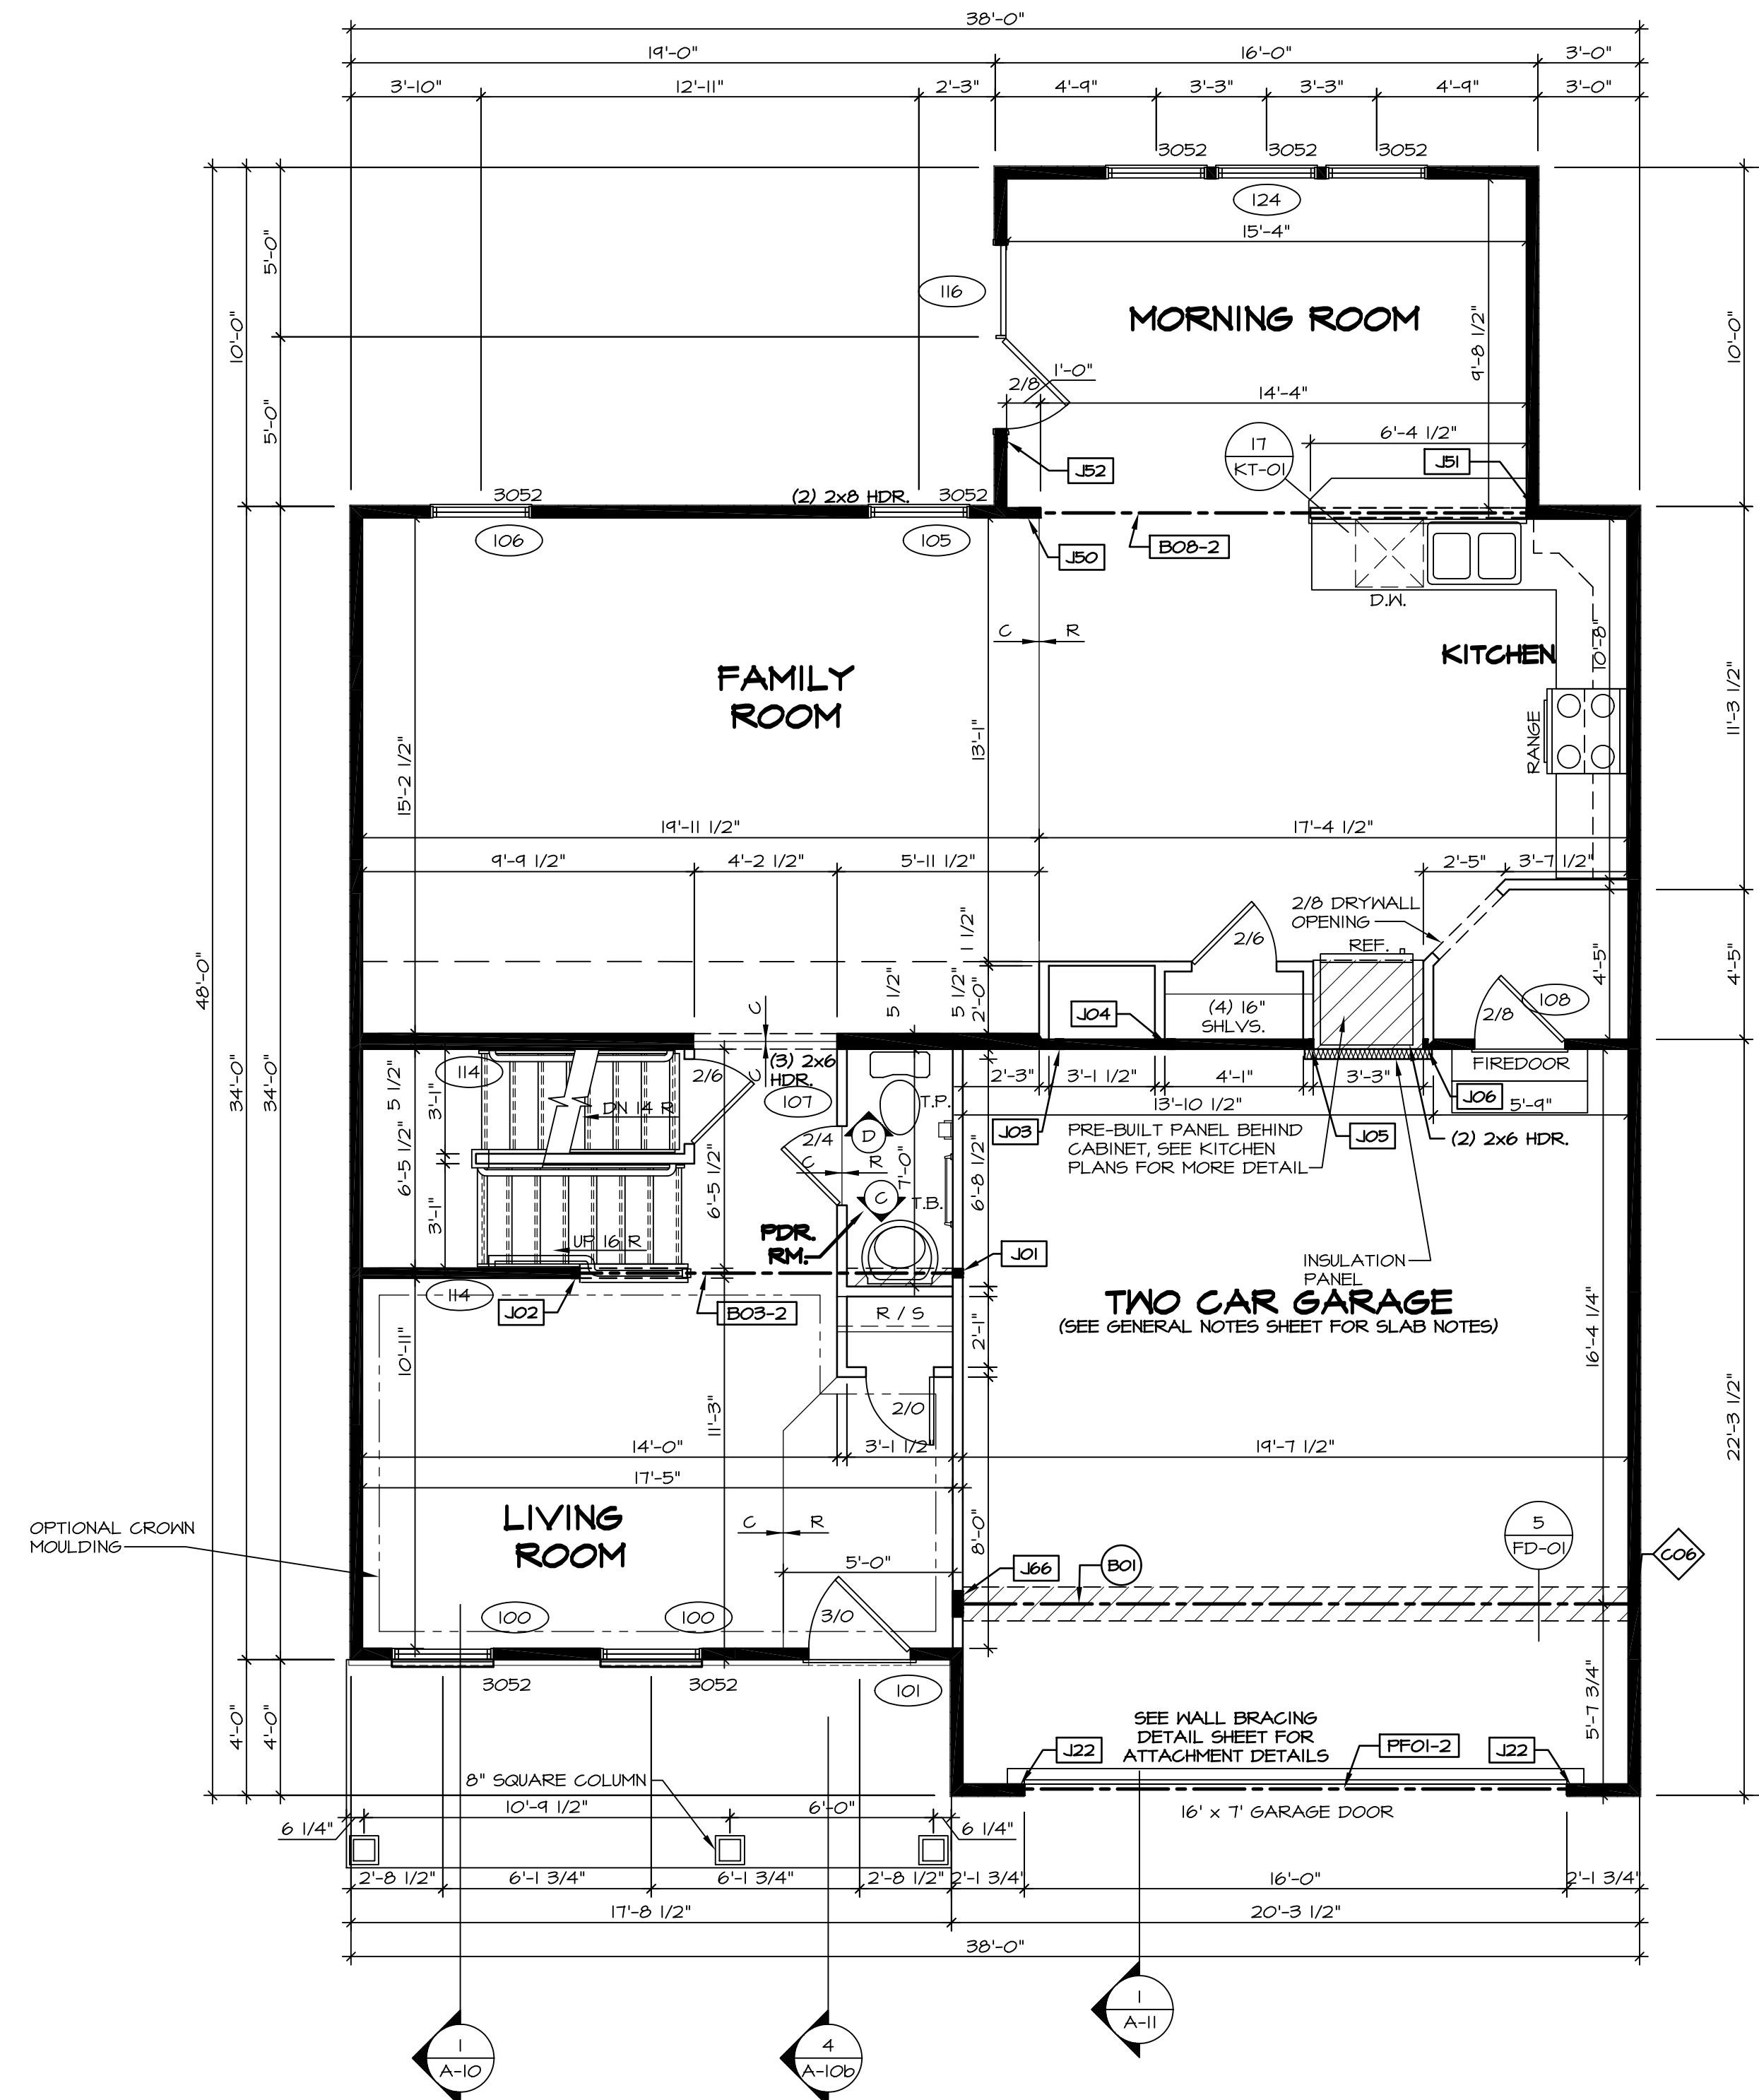 38'-0"
19'-0" 16'-0" 3'-0"
3'-10" 12'-11" 2'-3" 4'-9" 3'-3" 3'-3" 4'-9" 3'-0"
3052 3052 3052
124
15'-4"
5'-0"
116
MORNING ROOM
10'-0"
9'-8 1/2"
10'-0"
1'-0"
2/8
14'-4"
5'-0"
6'-4 1/2"
17
KT-01
J52
J51
3052
(2) 2x8 HDR.
3052
106
105
J50
B08-2
D.W.
C R
KITCHEN
10'-8"
FAMILY
ROOM
11'-3 1/2"
RANGE
13'-1"
15'-2 1/2"
19'-11 1/2"
17'-4 1/2"
9'-9 1/2" 4'-2 1/2" 5'-11 1/2"
2'-5" 3'-7 1/2"
2/8 DRYWALL
OPENING
1 1/2"
2/6
REF.
48'-0"
4'-5"
4'-5"
5 1/2"
5 1/2"
2'-0"
C
J04
(4) 16"
SHLVS.
108
2/8
FIREDOOR
34'-0"
34'-0"
5 1/2"
3'-1"
114
2/6
C
(3) 2x6
HDR.
107
DN 14 R
T.P.
2'-3" 3'-1 1/2" 4'-1" 3'-3"
J06
13'-10 1/2"
5'-9"
D
2/4
J03
J05
(2) 2x6 HDR.
PRE-BUILT PANEL BEHIND
CABINET, SEE KITCHEN
PLANS FOR MORE DETAIL
C R
6'-5 1/2"
6'-5 1/2"
7'-0"
6'-8 1/2"
C
T.B.
3'-1"
UP 16 R
PDR.
RM.
J01
INSULATION
PANEL
114
J02
B03-2
R / S
TWO CAR GARAGE
(SEE GENERAL NOTES SHEET FOR SLAB NOTES)
2'-1"
16'-4 1/4"
10'-11"
11'-3"
2/0
22'-3 1/2"
14'-0" 3'-1 1/2" 19'-7 1/2"
17'-5"
LIVING
ROOM
C R
8'-0"
5
FD-01
OPTIONAL CROWN
MOULDING
5'-0"
J66
B01
C06
100
100
3/0
3052
3052
101
4'-0"
4'-0"
5'-7 3/4"
SEE WALL BRACING
DETAIL SHEET FOR
ATTACHMENT DETAILS
J22
PF01-2
J22
8" SQUARE COLUMN
10'-9 1/2" 6'-0"
16' x 7' GARAGE DOOR
6 1/4"
6 1/4"
2'-8 1/2" 6'-1 3/4" 6'-1 3/4" 2'-8 1/2" 2'-1 3/4" 16'-0" 2'-1 3/4"
17'-8 1/2" 20'-3 1/2"
38'-0"
1
A-11
1
A-10
4
A-10b